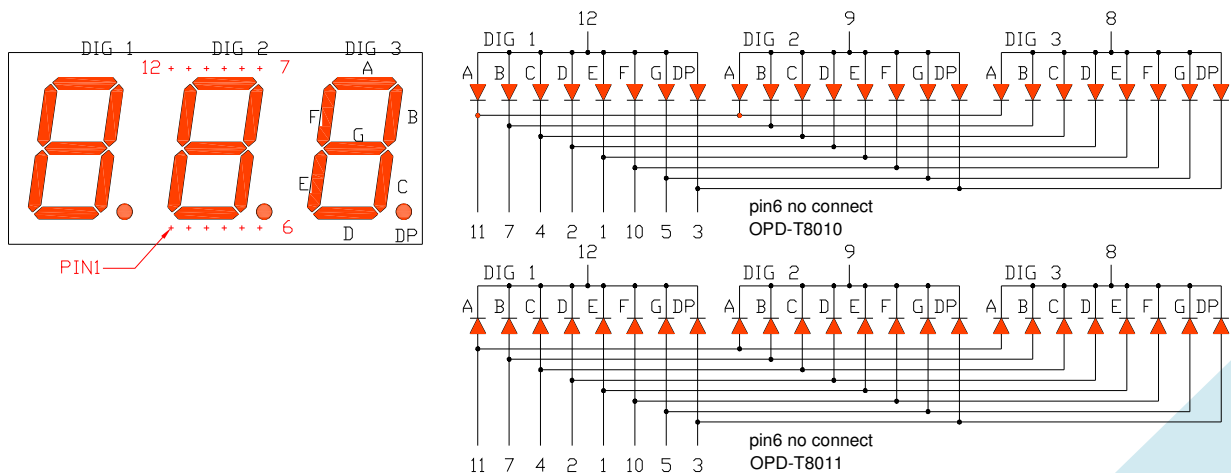 DIG 1 DIG 2 DIG 3
12 7
A
F B
G
E C
D DP
6
PIN1
12 9 8
DIG 1 DIG 2 DIG 3
A B C D E F G DP A B C D E F G DP A B C D E F G DP
11 7 4 2 1 10 5 3
pin6 no connect
OPD-T8010
12 9 8
DIG 1 DIG 2 DIG 3
A B C D E F G DP A B C D E F G DP A B C D E F G DP
11 7 4 2 1 10 5 3
pin6 no connect
OPD-T8011